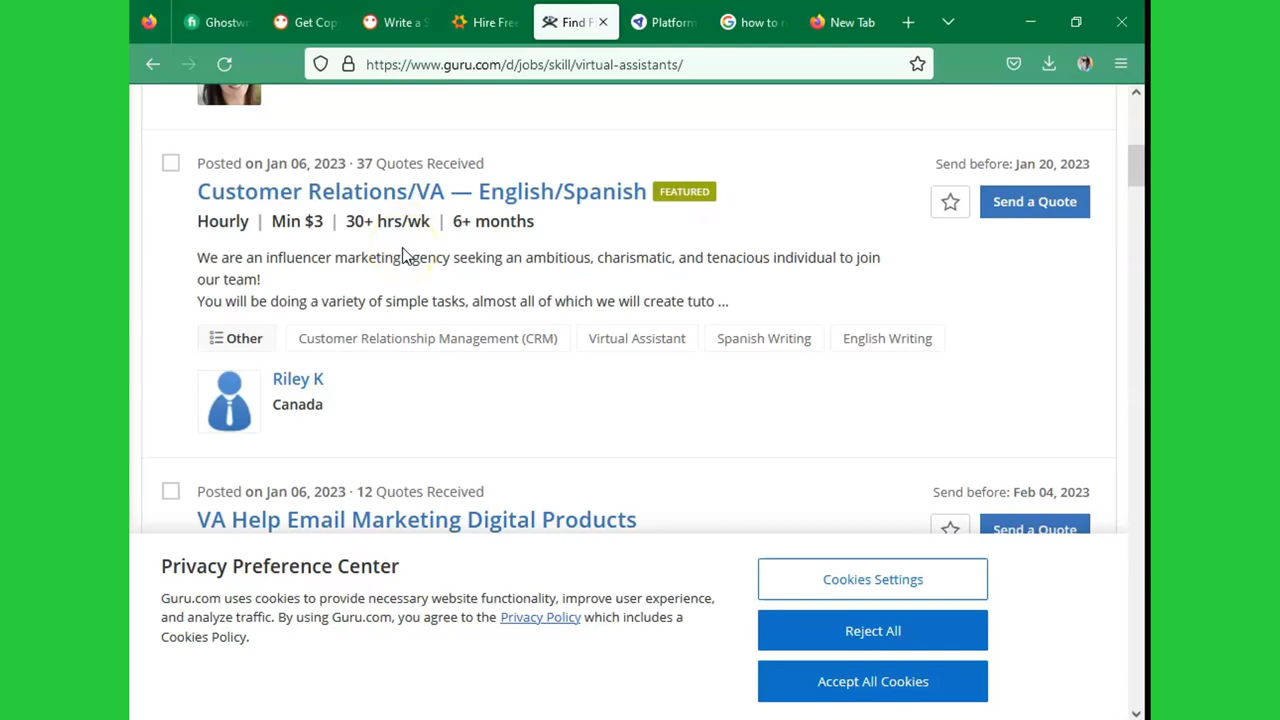 Ghostwr
Get Cop
Write a S
Hire Fre
Find F
Platform
how to r
New Tab
https://www.guru.com/d/jobs/skill/virtual-assistants/
Posted on Jan 06, 2023 · 37 Quotes Received
Send before: Jan 20, 2023
Customer Relations/VA — English/Spanish FEATURED
Send a Quote
Hourly | Min $3 | 30+ hrs/wk | 6+ months
We are an influencer marketing agency seeking an ambitious, charismatic, and tenacious individual to join
our team!
You will be doing a variety of simple tasks, almost all of which we will create tuto ...
Other
Customer Relationship Management (CRM)
Virtual Assistant
Spanish Writing
English Writing
Riley K
Canada
Posted on Jan 06, 2023 · 12 Quotes Received
Send before: Feb 04, 2023
VA Help Email Marketing Digital Products
Send a Quote
Privacy Preference Center
Guru.com uses cookies to provide necessary website functionality, improve user experience,
and analyze traffic. By using Guru.com, you agree to the Privacy Policy which includes a
Cookies Policy.
Cookies Settings
Reject All
Accept All Cookies